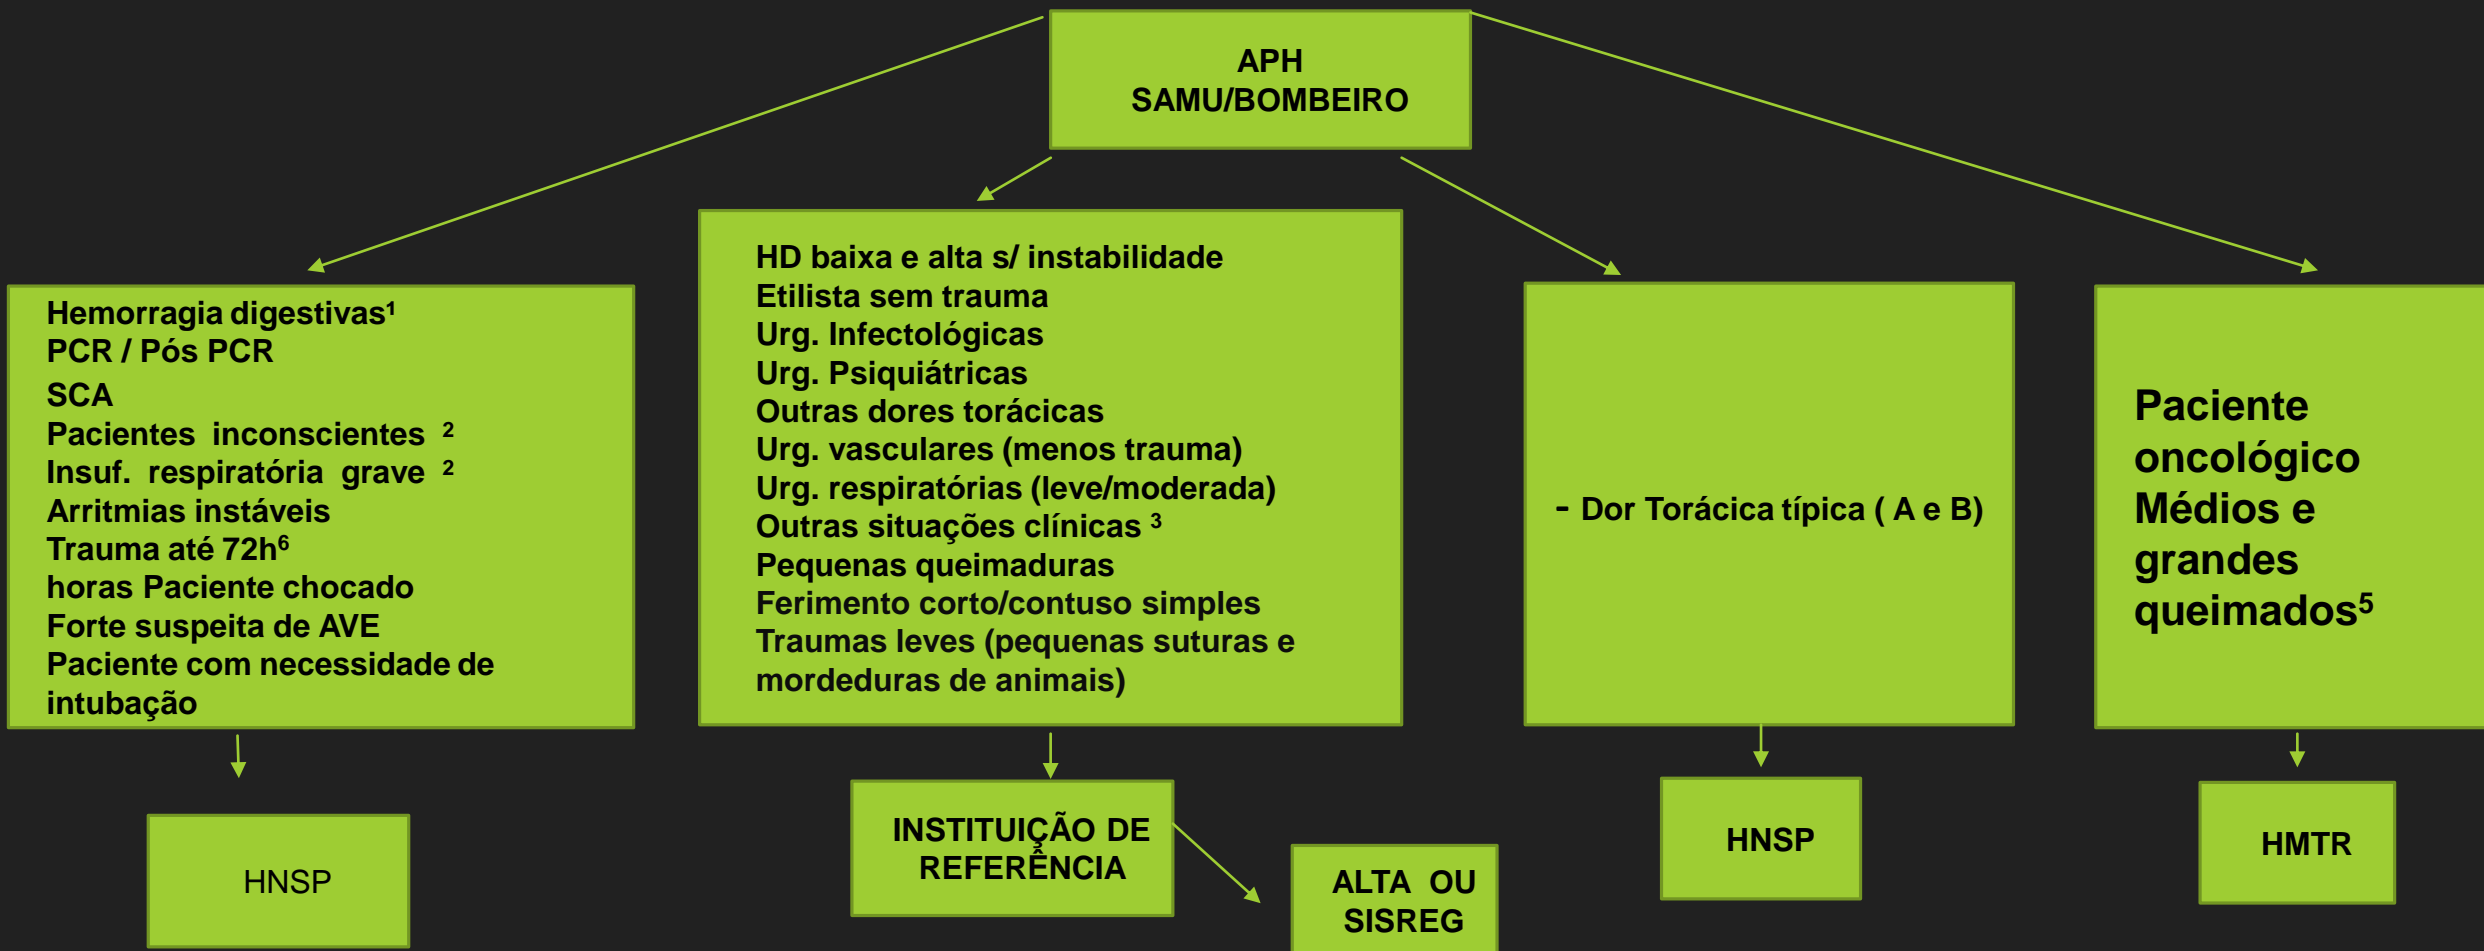 APH
SAMU/BOMBEIRO
Hemorragia digestivas¹
PCR / Pós PCR
SCA
Pacientes inconscientes ²
Insuf. respiratória grave ²
Arritmias instáveis
Trauma até 72h⁶
horas Paciente chocado
Forte suspeita de AVE
Paciente com necessidade de
intubação
HNSP
HD baixa e alta s/ instabilidade
Etilista sem trauma
Urg. Infectológicas
Urg. Psiquiátricas
Outras dores torácicas
Urg. vasculares (menos trauma)
Urg. respiratórias (leve/moderada)
Outras situações clínicas ³
Pequenas queimaduras
Ferimento corto/contuso simples
Traumas leves (pequenas suturas e
mordeduras de animais)
INSTITUIÇÃO DE
REFERÊNCIA
ALTA OU
SISREG
- Dor Torácica típica ( A e B)
HNSP
Paciente
oncológico
Médios e
grandes
queimados⁵
HMTR